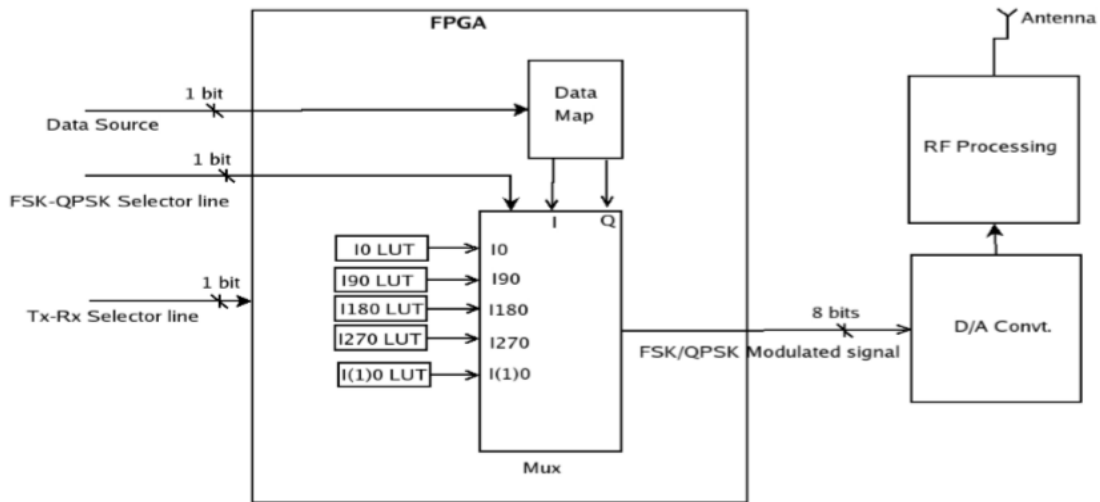 FPGA
Antenna
1 bit
Data Source
Data
Map
RF Processing
1 bit
FSK-QPSK Selector line
I
Q
I0 LUT
I0
I90 LUT
I90
1 bit
Tx-Rx Selector line
I180 LUT
I180
I270 LUT
I270
I(1)0 LUT
I(1)0
8 bits
FSK/QPSK Modulated signal
D/A Convt.
Mux